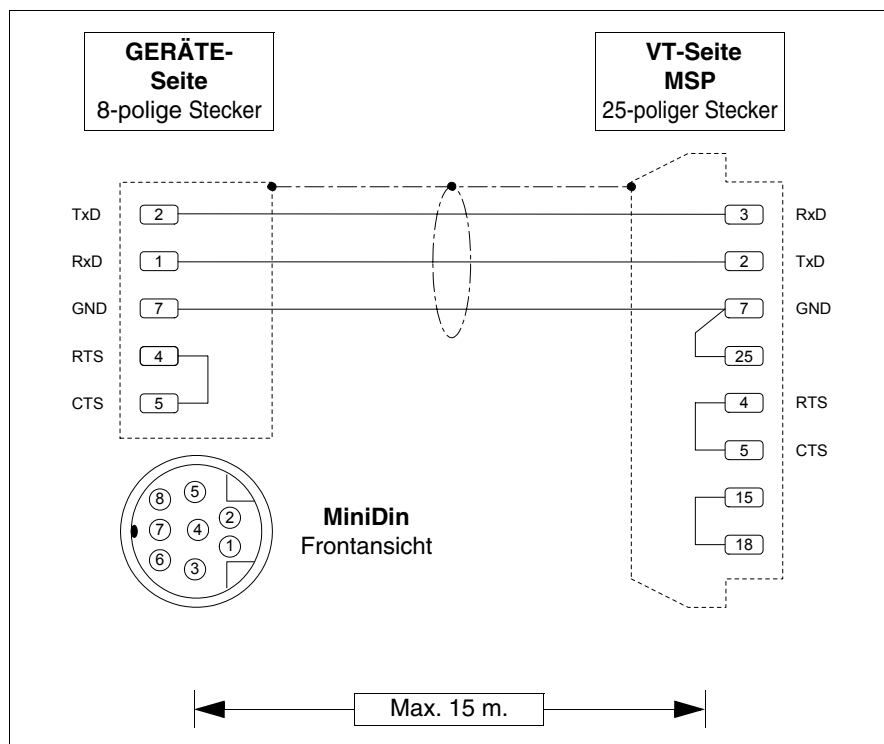 GERÄTE-
Seite
8-polige Stecker
VT-Seite
MSP
25-poliger Stecker
TxD 2 3 RxD
RxD 1 2 TxD
GND 7 7 GND
RTS 4 25
CTS 5 4 RTS
5 CTS
15
18
8 5 2
7 4 1
6 3
MiniDin
Frontansicht
Max. 15 m.